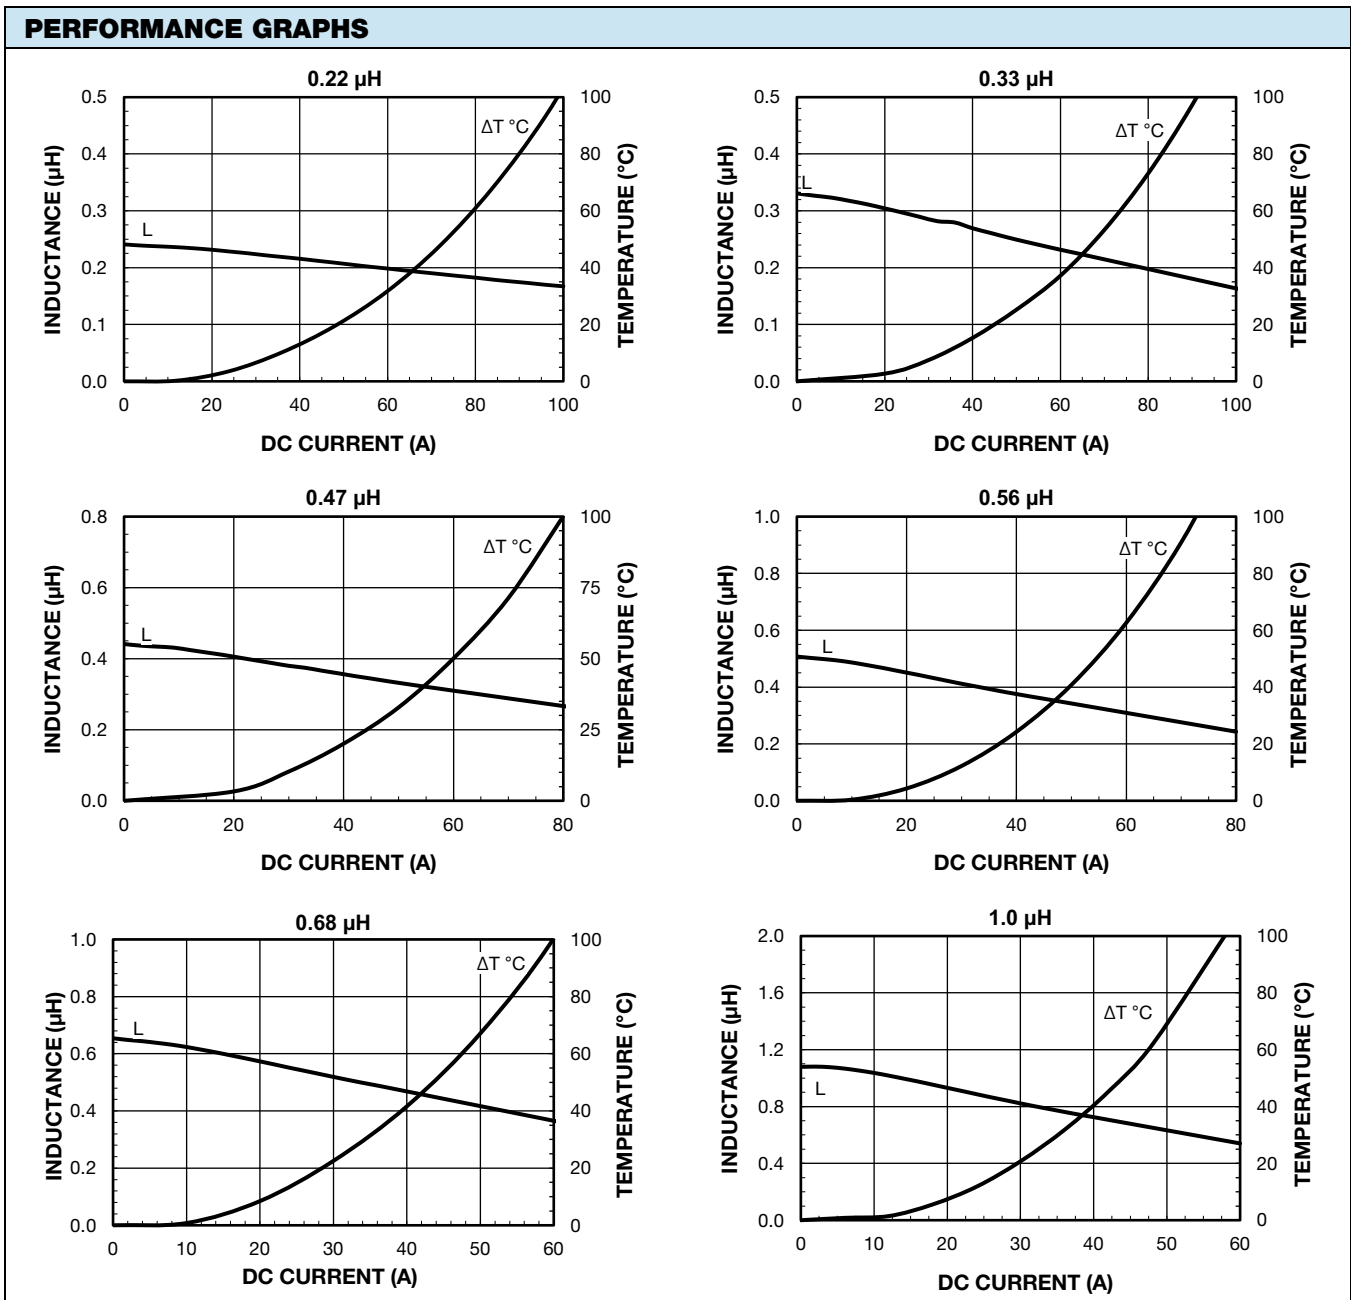 PERFORMANCE GRAPHS
0.22 µH
0.5
0.4
0.3
0.2
0.1
0.0
INDUCTANCE (µH)
L
ΔT °C
100
80
60
40
20
0
TEMPERATURE (°C)
0 20 40 60 80 100
DC CURRENT (A)
0.33 µH
0.5
0.4
0.3
0.2
0.1
0.0
INDUCTANCE (µH)
L
ΔT °C
100
80
60
40
20
0
TEMPERATURE (°C)
0 20 40 60 80 100
DC CURRENT (A)
0.47 µH
0.8
0.6
0.4
0.2
0.0
INDUCTANCE (µH)
L
ΔT °C
100
75
50
25
0
TEMPERATURE (°C)
0 20 40 60 80
DC CURRENT (A)
0.56 µH
1.0
0.8
0.6
0.4
0.2
0.0
INDUCTANCE (µH)
L
ΔT °C
100
80
60
40
20
0
TEMPERATURE (°C)
0 20 40 60 80
DC CURRENT (A)
0.68 µH
1.0
0.8
0.6
0.4
0.2
0.0
INDUCTANCE (µH)
L
ΔT °C
100
80
60
40
20
0
TEMPERATURE (°C)
0 10 20 30 40 50 60
DC CURRENT (A)
1.0 µH
2.0
1.6
1.2
0.8
0.4
0.0
INDUCTANCE (µH)
L
ΔT °C
100
80
60
40
20
0
TEMPERATURE (°C)
0 10 20 30 40 50 60
DC CURRENT (A)